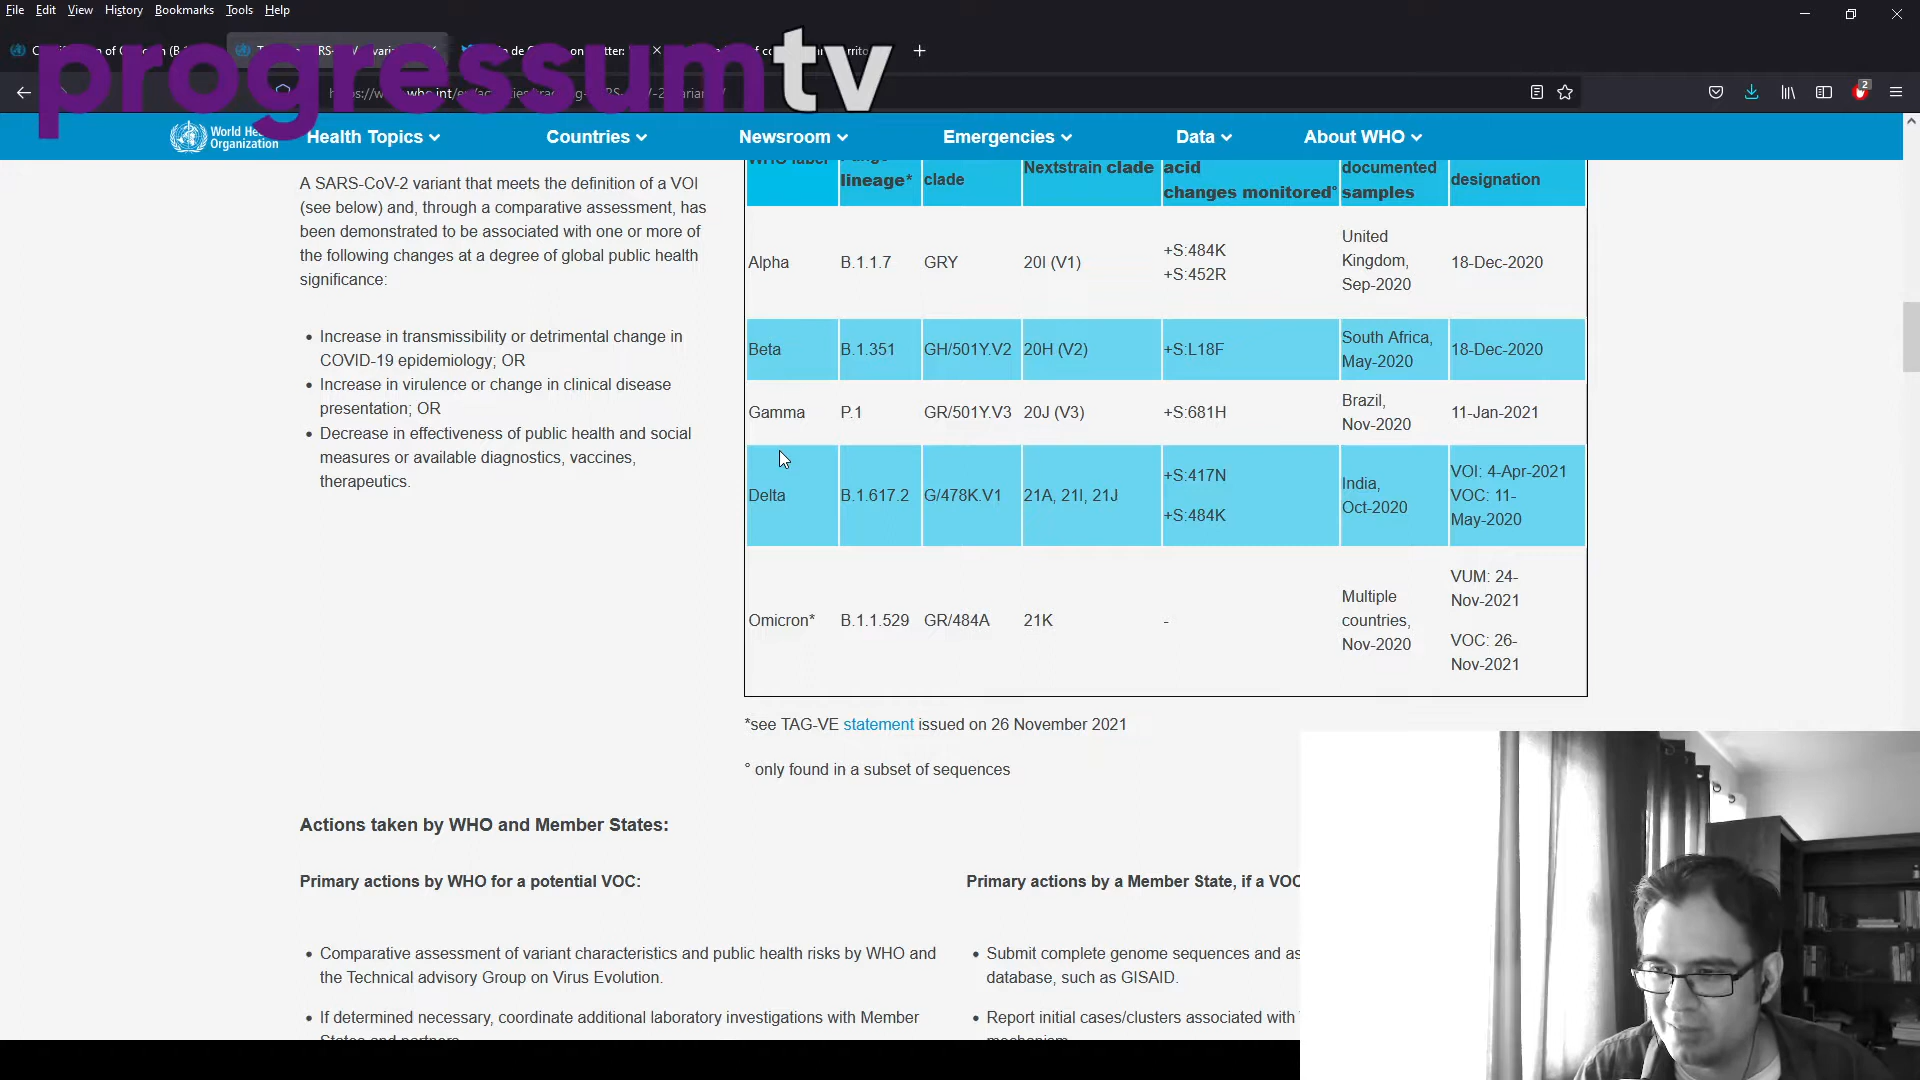 File Edit View History Bookmarks Tools Help
progressumtv
2
World Health Topics Countries Newsroom Emergencies Data About WHO
Organization
lineage* clade Nextstrain clade acid changes monitored° documented samples designation
A SARS-CoV-2 variant that meets the definition of a VOI
(see below) and, through a comparative assessment, has
been demonstrated to be associated with one or more of
the following changes at a degree of global public health
significance:
• Increase in transmissibility or detrimental change in
COVID-19 epidemiology; OR
• Increase in virulence or change in clinical disease
presentation; OR
• Decrease in effectiveness of public health and social
measures or available diagnostics, vaccines,
therapeutics.
Alpha B.1.1.7 GRY 20I (V1) +S:484K +S:452R United Kingdom, Sep-2020 18-Dec-2020
Beta B.1.351 GH/501Y.V2 20H (V2) +S:L18F South Africa, May-2020 18-Dec-2020
Gamma P.1 GR/501Y.V3 20J (V3) +S:681H Brazil, Nov-2020 11-Jan-2021
Delta B.1.617.2 G/478K.V1 21A, 21I, 21J +S:417N +S:484K India, Oct-2020 VOI: 4-Apr-2021 VOC: 11-May-2020
Omicron* B.1.1.529 GR/484A 21K - Multiple countries, Nov-2020 VUM: 24-Nov-2021 VOC: 26-Nov-2021
*see TAG-VE statement issued on 26 November 2021
° only found in a subset of sequences
Actions taken by WHO and Member States:
Primary actions by WHO for a potential VOC:
• Comparative assessment of variant characteristics and public health risks by WHO and
the Technical advisory Group on Virus Evolution.
• If determined necessary, coordinate additional laboratory investigations with Member
Primary actions by a Member State, if a VOC
• Submit complete genome sequences and as
database, such as GISAID.
• Report initial cases/clusters associated with